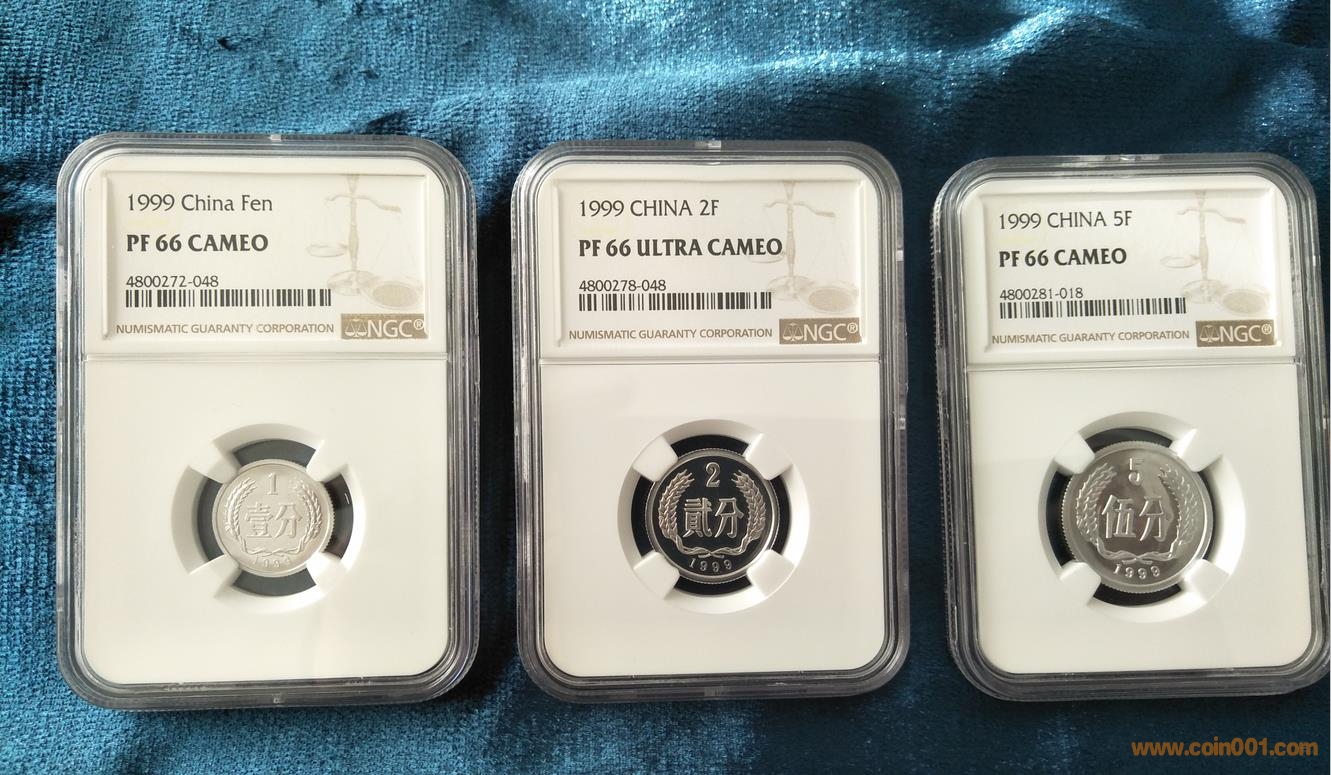 1999 China Fen
PF 66 CAMEO
4800272-048
NUMISMATIC GUARANTY CORPORATION NGC®
1
壹分
1999
1999 CHINA 2F
PF 66 ULTRA CAMEO
4800278-048
NUMISMATIC GUARANTY CORPORATION NGC®
2
贰分
1999
1999 CHINA 5F
PF 66 CAMEO
4800281-018
NUMISMATIC GUARANTY CORPORATION NGC®
5
伍分
1999
www.coin001.com